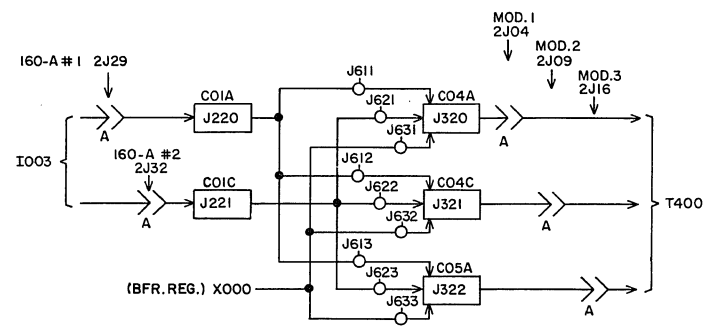 MOD.1
2J04
MOD.2
2J09
MOD.3
2J16
160-A #1 2J29
C01A
J220
J611
J621
J631
C04A
J320
A
A
I003
160-A #2
2J32
C01C
J221
A
J612
J622
J632
C04C
J321
A
T400
J613
J623
J633
C05A
J322
A
(BFR. REG.) X000